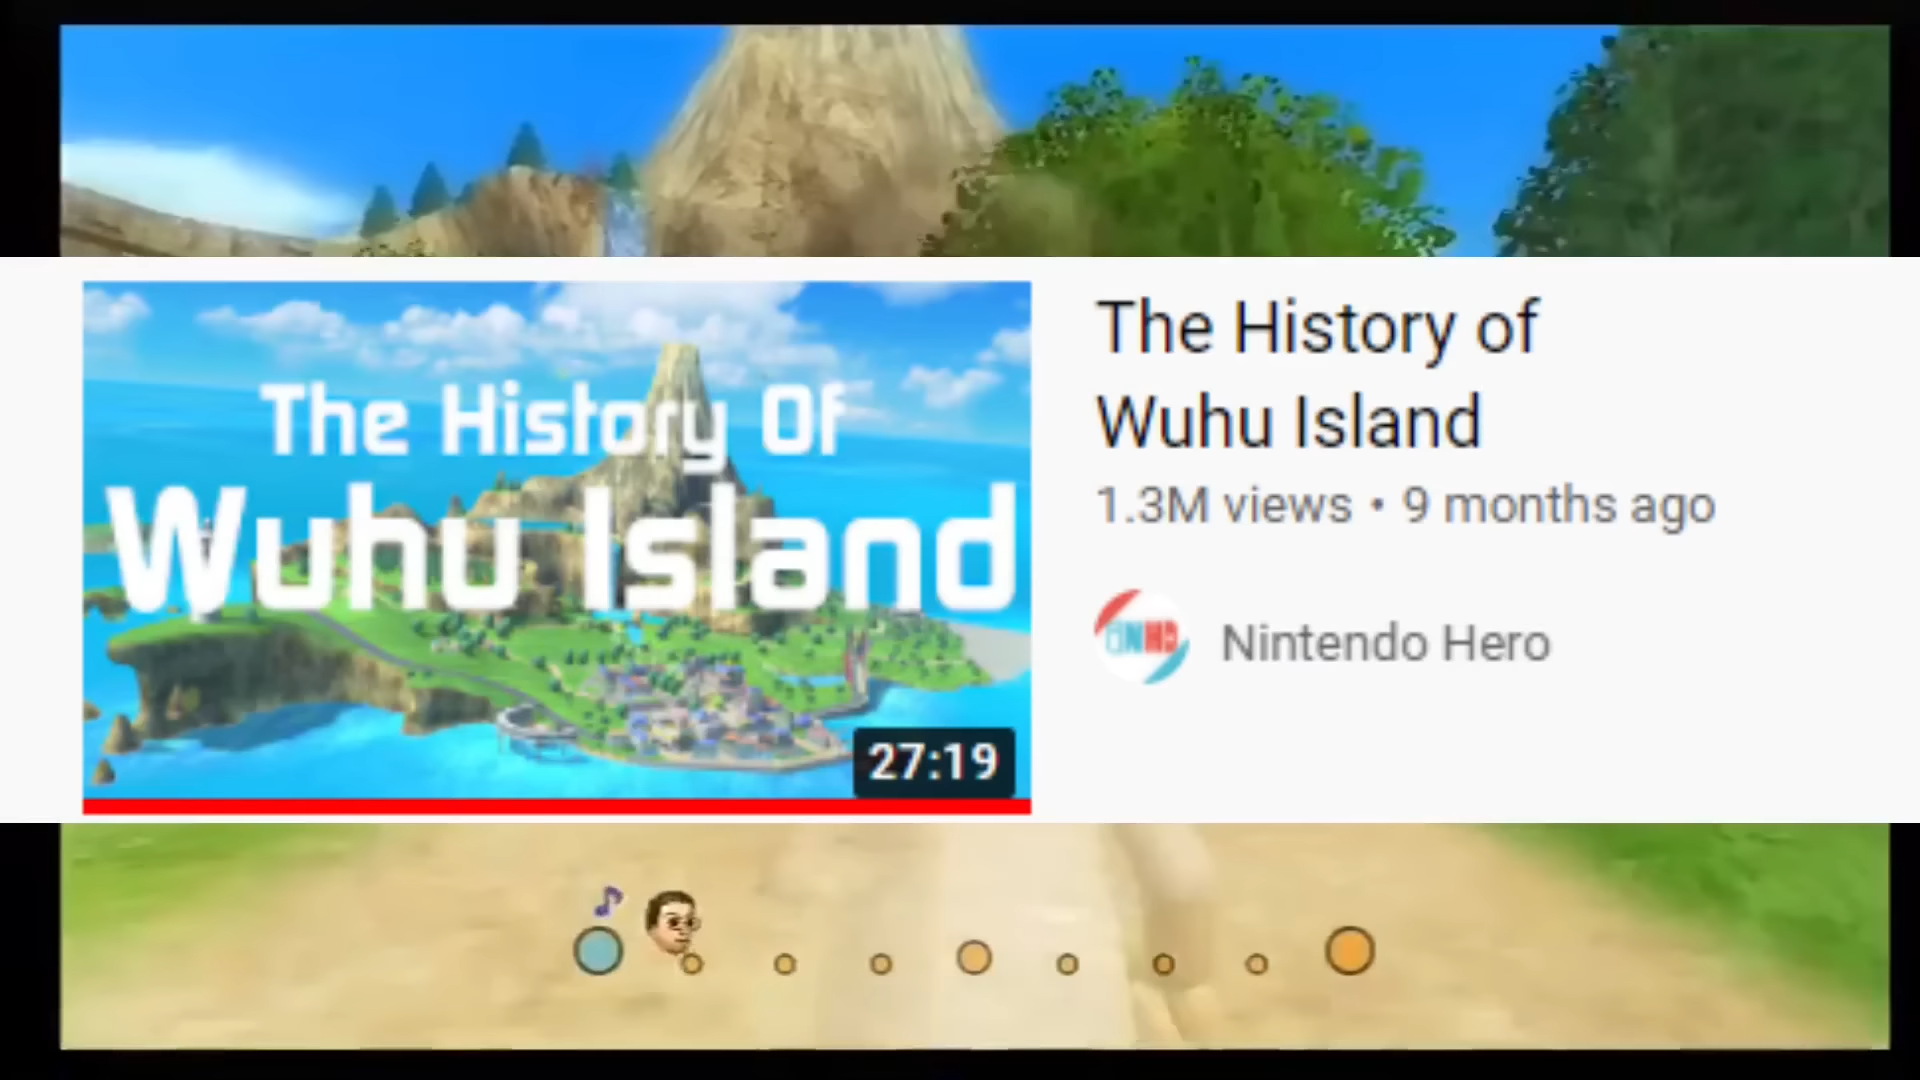 The History Of
Wuhu Island
27:19
The History of
Wuhu Island
1.3M views • 9 months ago
Nintendo Hero